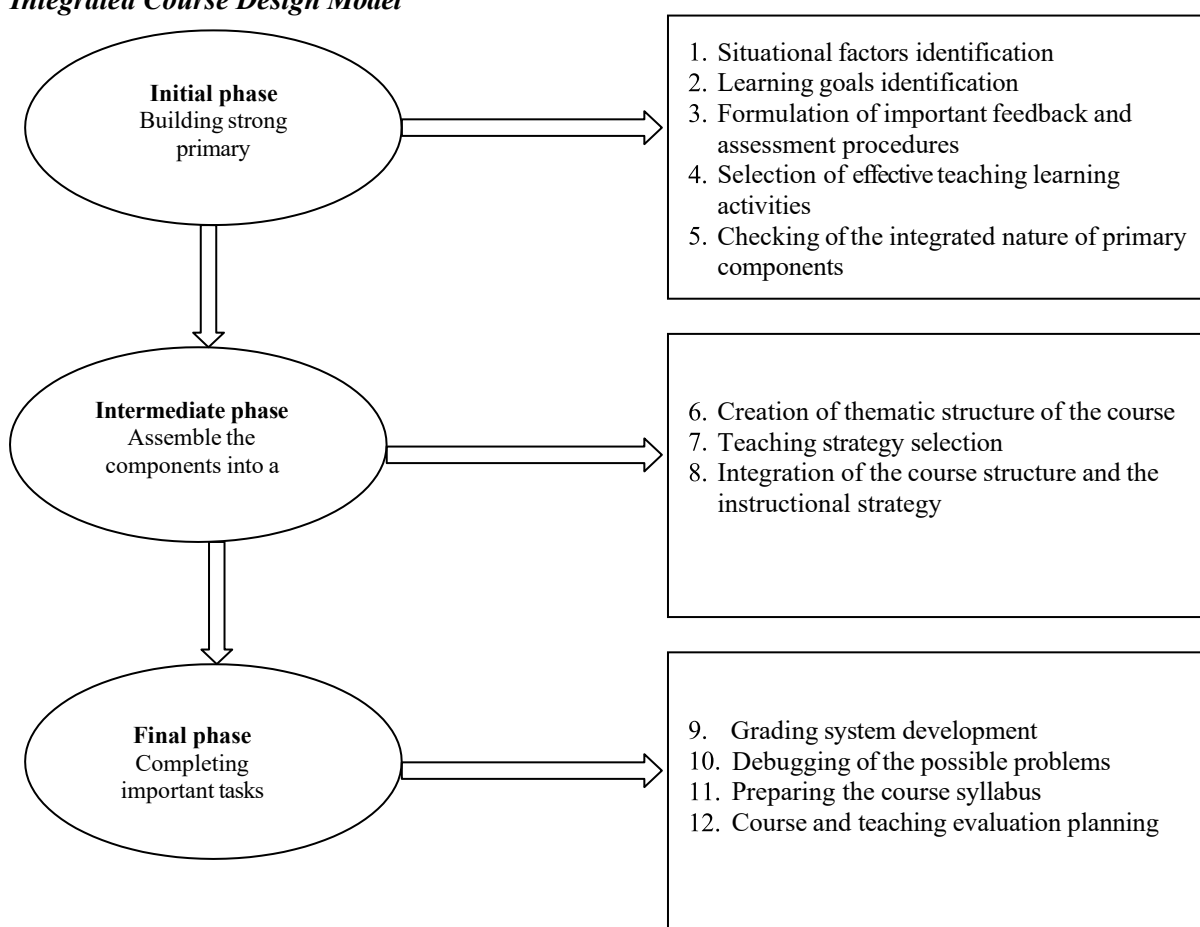 Integrated Course Design Model
Initial phase
Building strong
primary
1. Situational factors identification
2. Learning goals identification
3. Formulation of important feedback and
assessment procedures
4. Selection of effective teaching learning
activities
5. Checking of the integrated nature of primary
components
Intermediate phase
Assemble the
components into a
6. Creation of thematic structure of the course
7. Teaching strategy selection
8. Integration of the course structure and the
instructional strategy
Final phase
Completing
important tasks
9. Grading system development
10. Debugging of the possible problems
11. Preparing the course syllabus
12. Course and teaching evaluation planning